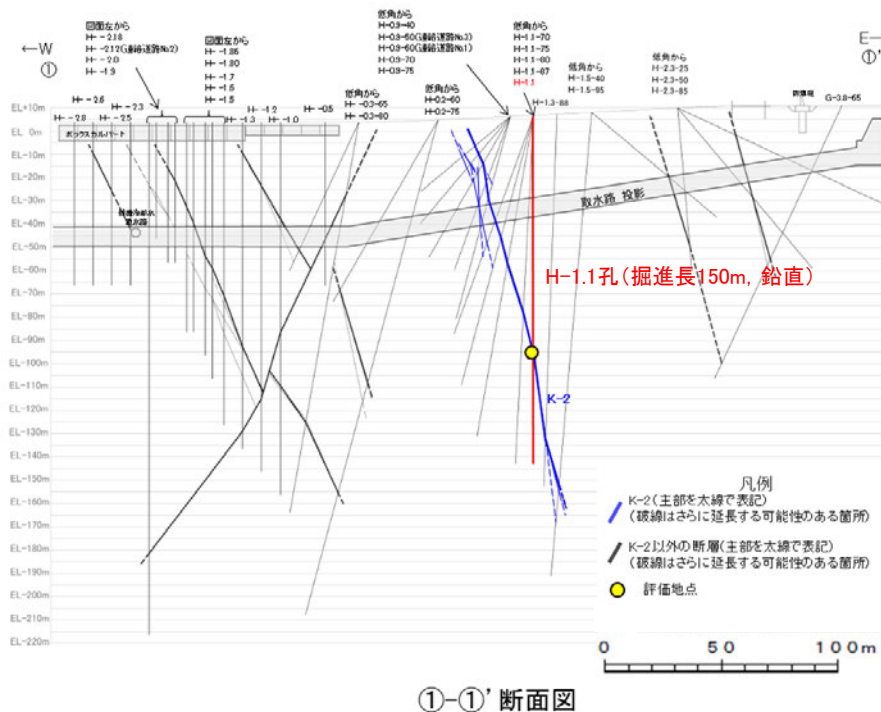 ←W
①
E→
①'
図面左から
H- -2.18
H- -2.12(連絡道路No.2)
H- -2.0
H- -1.9
図面左から
H- -1.86
H- -1.80
H- -1.7
H- -1.6
H- -1.5
低角から
H-0.9-40
H-0.9-50(連絡道路No.3)
H-0.9-60(連絡道路No.1)
H-0.9-70
H-0.9-75
低角から
H-1.1-70
H-1.1-75
H-1.1-80
H-1.1-87
H-1.1
低角から
H-1.5-40
H-1.5-95
低角から
H-2.3-25
H-2.3-50
H-2.3-85
低角から
H- -0.3-65
H- -0.3-80
低角から
H-0.2-60
H-0.2-75
H-1.3-88
G-3.8-65
H- -2.8
H- -2.6
H- -2.5
H- -2.3
H- -1.3
H- -1.2
H- -1.0
H- -0.5
ボックスカルバート
取水路 投影
H-1.1孔(掘進長150m, 鉛直)
K-2
EL+10m
EL 0m
EL-10m
EL-20m
EL-30m
EL-40m
EL-50m
EL-60m
EL-70m
EL-80m
EL-90m
EL-100m
EL-110m
EL-120m
EL-130m
EL-140m
EL-150m
EL-160m
EL-170m
EL-180m
EL-190m
EL-200m
EL-210m
EL-220m
凡例
K-2(主部を太線で表記)
(破線はさらに延長する可能性のある箇所)
K-2以外の断層(主部を太線で表記)
(破線はさらに延長する可能性のある箇所)
評価地点
0 50 100m
①-①' 断面図